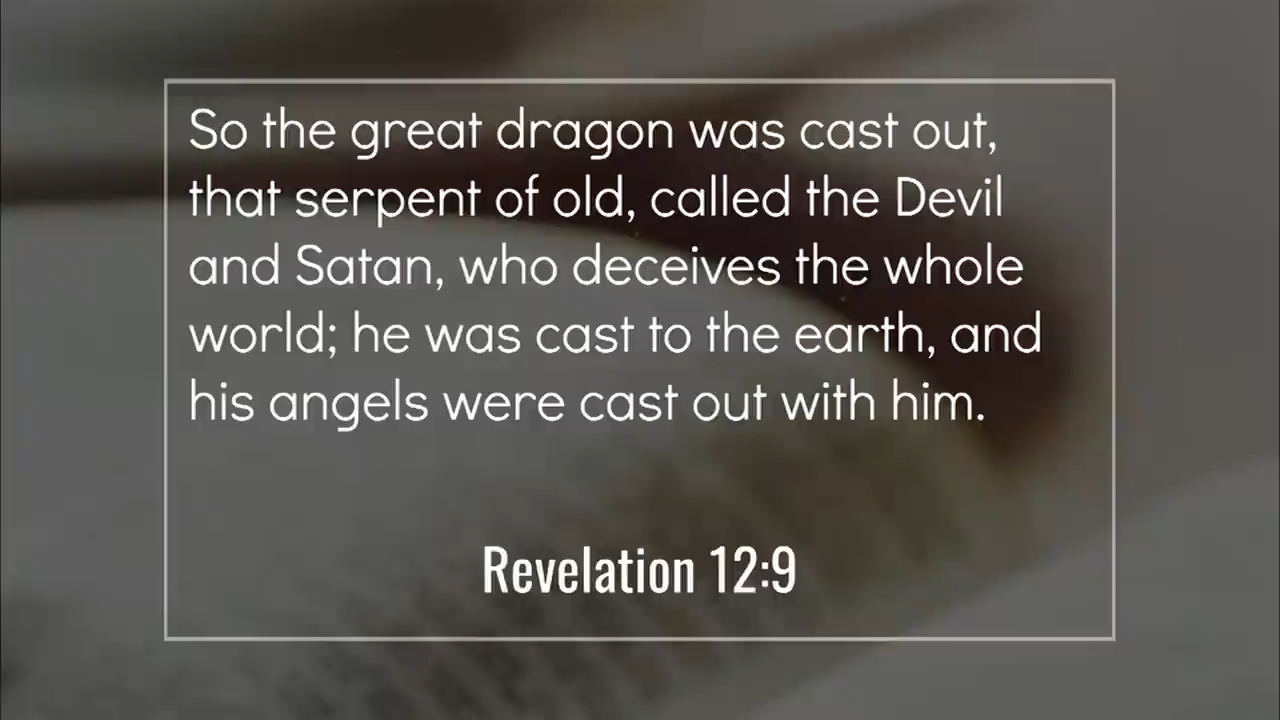 So the great dragon was cast out,
that serpent of old, called the Devil
and Satan, who deceives the whole
world; he was cast to the earth, and
his angels were cast out with him.
Revelation 12:9